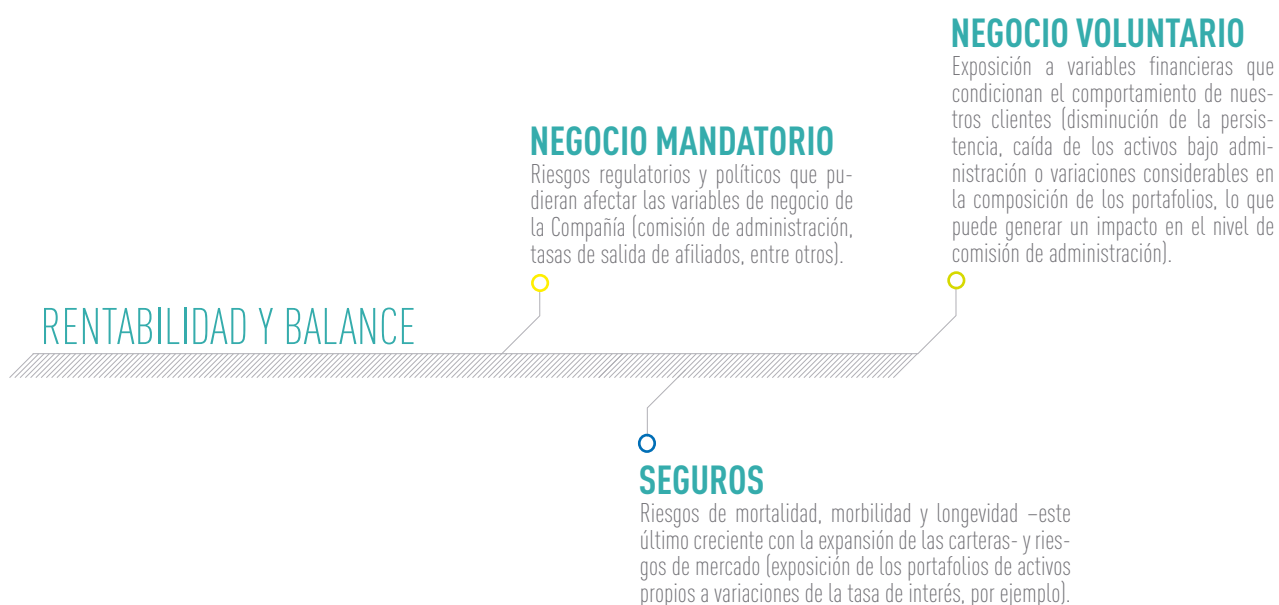 RENTABILIDAD Y BALANCE
NEGOCIO MANDATORIO
Riesgos regulatorios y políticos que pu-
dieran afectar las variables de negocio de
la Compañía (comisión de administración,
tasas de salida de afiliados, entre otros).
NEGOCIO VOLUNTARIO
Exposición a variables financieras que
condicionan el comportamiento de nues-
tros clientes (disminución de la persis-
tencia, caída de los activos bajo admi-
nistración o variaciones considerables en
la composición de los portafolios, lo que
puede generar un impacto en el nivel de
comisión de administración).
SEGUROS
Riesgos de mortalidad, morbilidad y longevidad –este
último creciente con la expansión de las carteras- y ries-
gos de mercado (exposición de los portafolios de activos
propios a variaciones de la tasa de interés, por ejemplo).